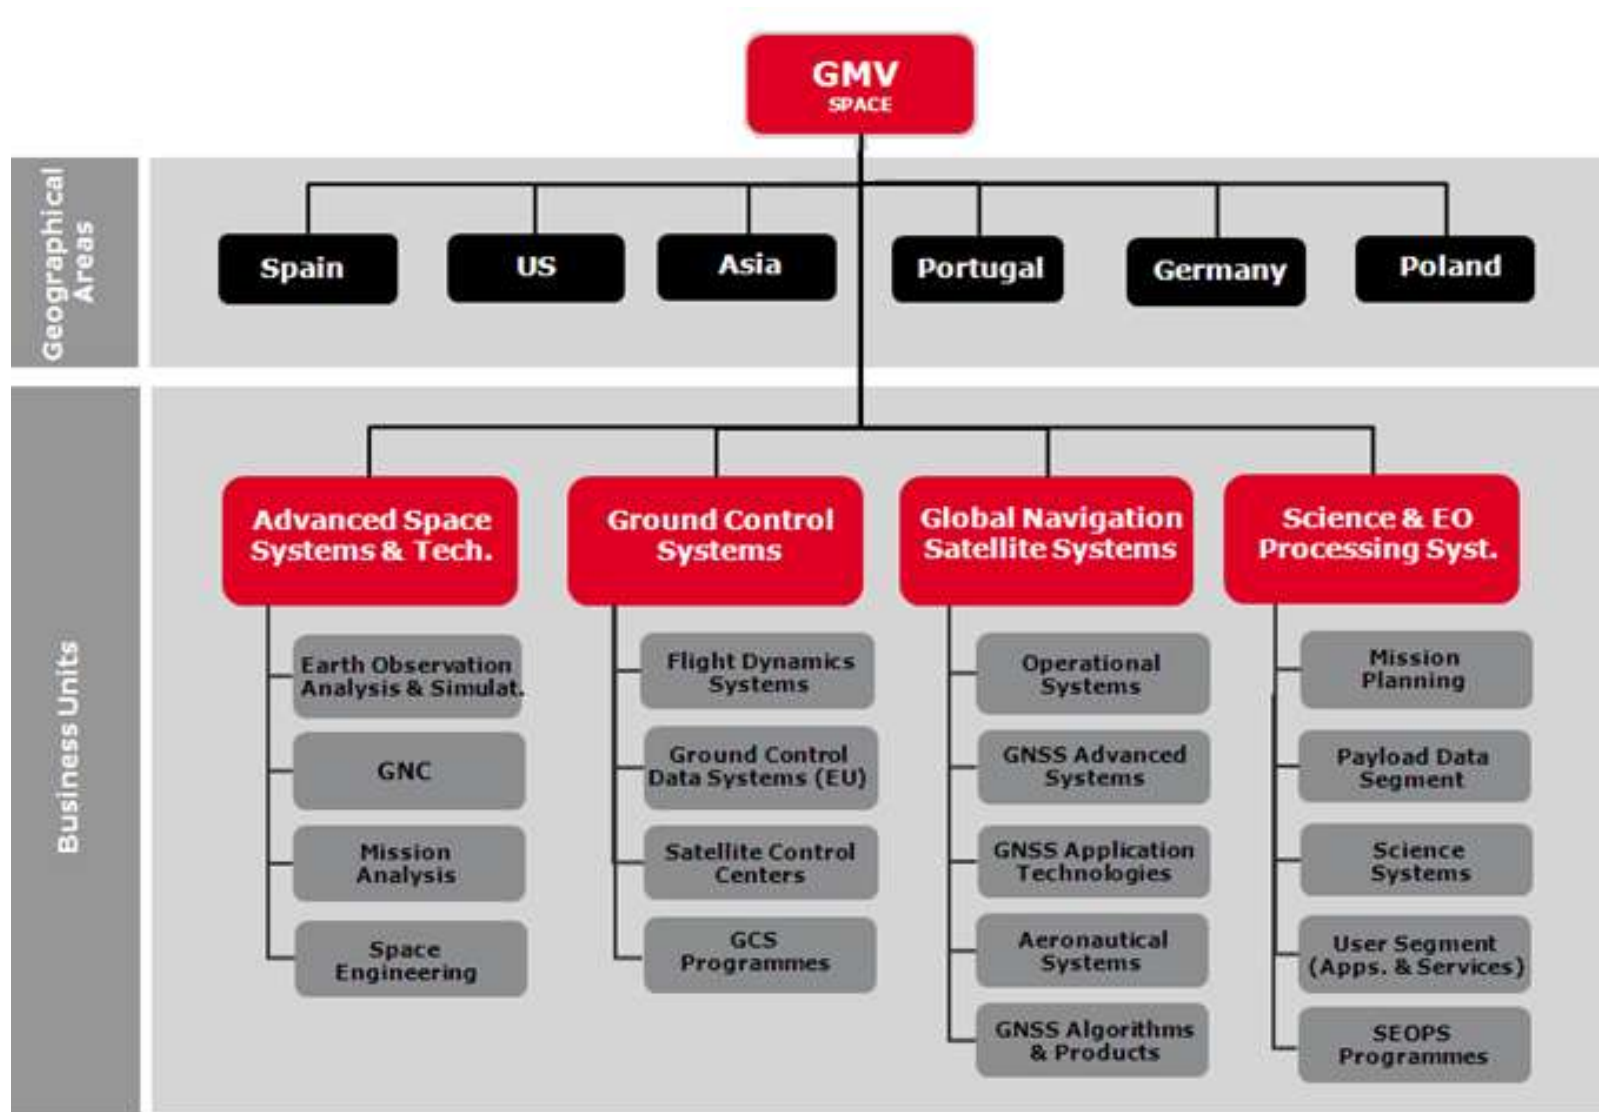 GMV
SPACE
Geographical
Areas
Spain
US
Asia
Portugal
Germany
Poland
Business Units
Advanced Space
Systems & Tech.
Earth Observation
Analysis & Simulat.
GNC
Mission
Analysis
Space
Engineering
Ground Control
Systems
Flight Dynamics
Systems
Ground Control
Data Systems (EU)
Satellite Control
Centers
GCS
Programmes
Global Navigation
Satellite Systems
Operational
Systems
GNSS Advanced
Systems
GNSS Application
Technologies
Aeronautical
Systems
GNSS Algorithms
& Products
Science & EO
Processing Syst.
Mission
Planning
Payload Data
Segment
Science
Systems
User Segment
(Apps. & Services)
SEOPS
Programmes